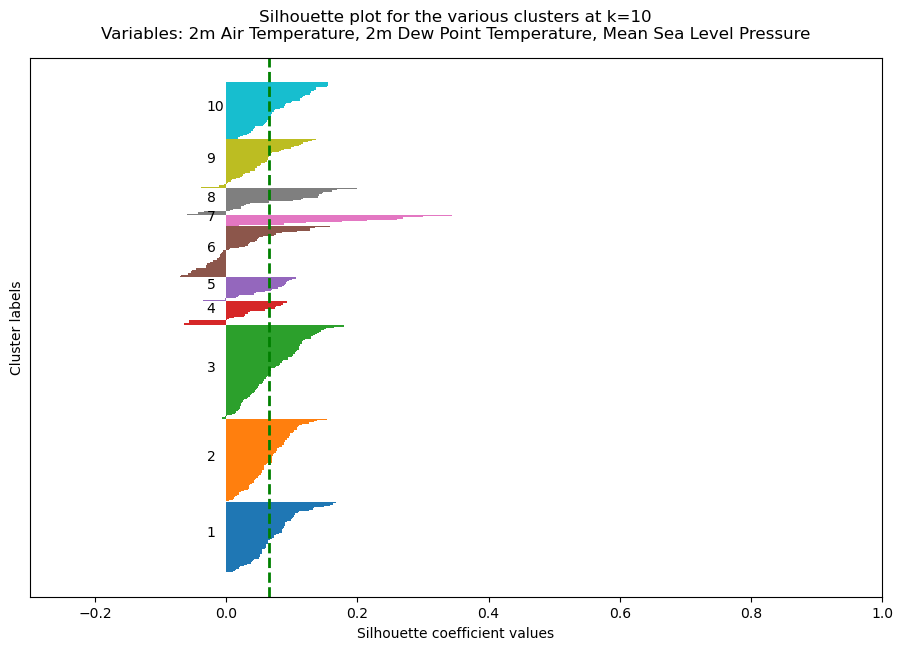 Silhouette plot for the various clusters at k=10
Variables: 2m Air Temperature, 2m Dew Point Temperature, Mean Sea Level Pressure
Cluster labels
10
9
8
7
6
5
4
3
2
1
−0.2 0.0 0.2 0.4 0.6 0.8 1.0
Silhouette coefficient values